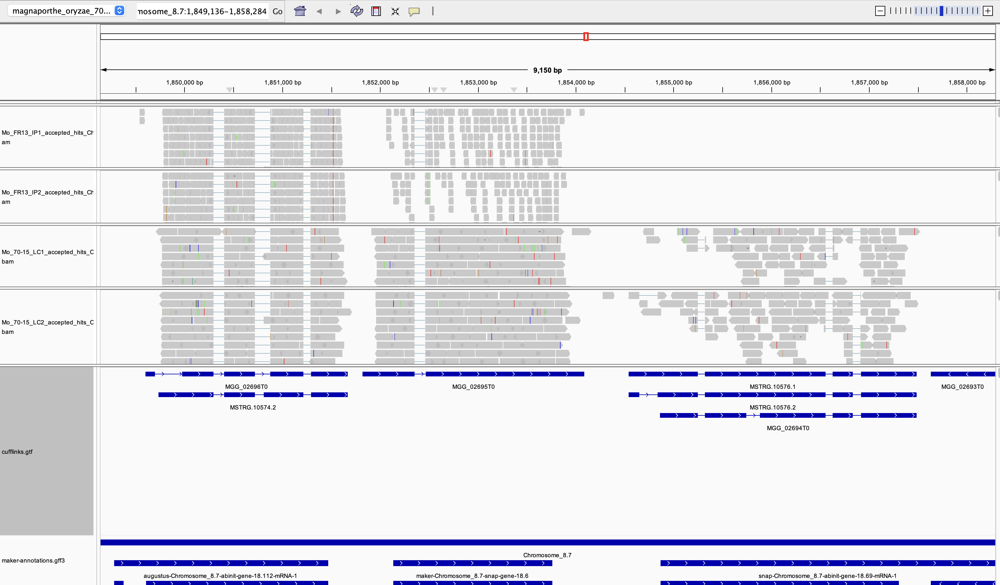 magnaporthe_oryzae_70...
nosome_8.7:1,849,136-1,858,284
Go
9,150 bp
1,850,000 bp
1,851,000 bp
1,852,000 bp
1,853,000 bp
1,854,000 bp
1,855,000 bp
1,856,000 bp
1,857,000 bp
1,858,000 bp
Mo_FR13_IP1_accepted_hits_Ch
am
Mo_FR13_IP2_accepted_hits_Ch
am
Mo_70-15_LC1_accepted_hits_C
bam
Mo_70-15_LC2_accepted_hits_C
bam
MGG_02696T0
MGG_02695T0
MSTRG.10576.1
MGG_02693T0
MSTRG.10574.2
MSTRG.10576.2
MGG_02694T0
cufflinks.gtf
Chromosome_8.7
maker-annotations.gff3
augustus-Chromosome_8.7-abinit-gene-18.112-mRNA-1
maker-Chromosome_8.7-snap-gene-18.6
snap-Chromosome_8.7-abinit-gene-18.69-mRNA-1